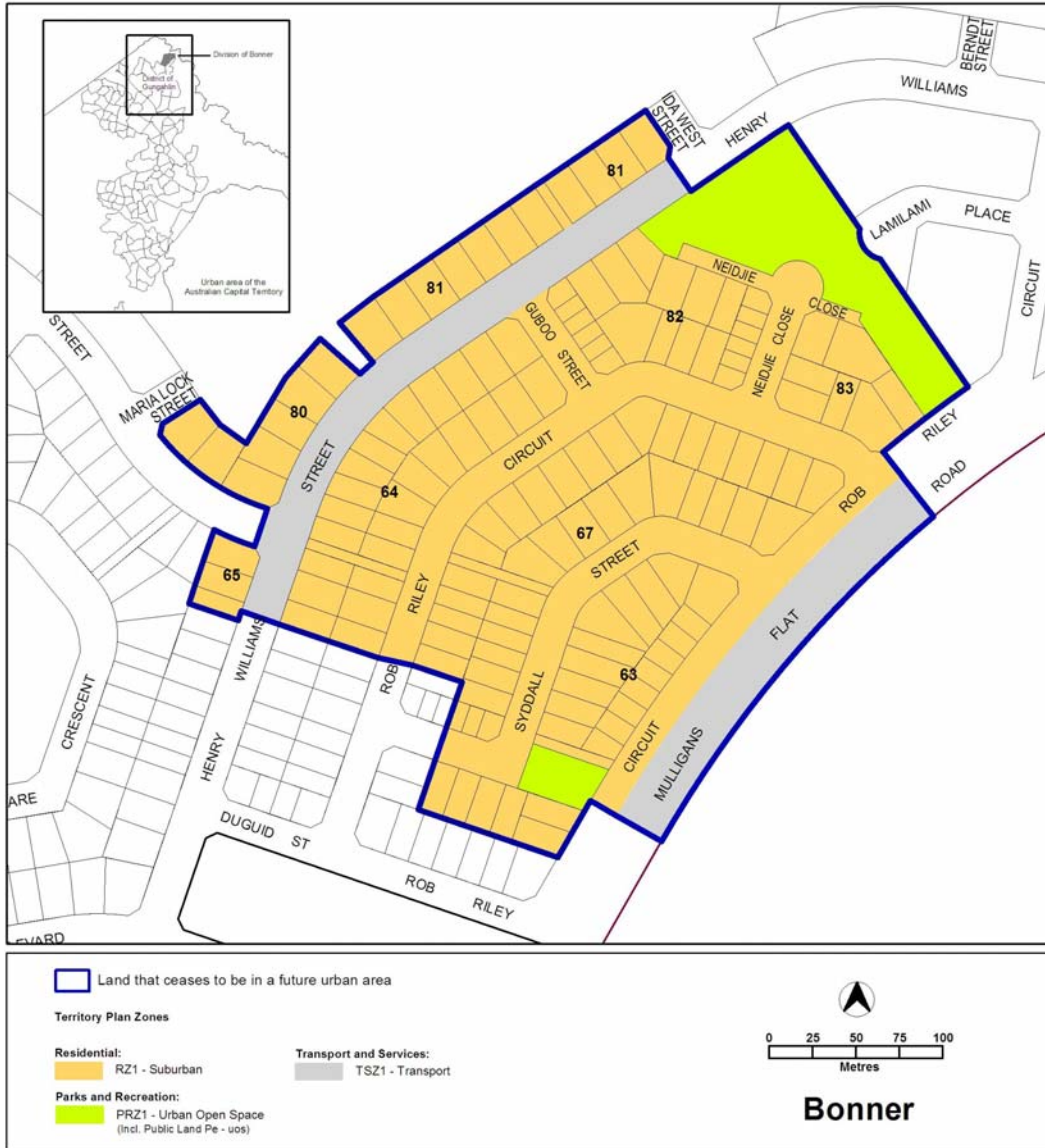 Division of Bonner
District of
Gungahlin
Urban area of the
Australian Capital Territory
BERNDT
STREET
WILLIAMS
IDA WEST
STREET
HENRY
81
LAMILAMI
PLACE
CIRCUIT
NEIDJIE
CLOSE
81
82
NEIDJIE CLOSE
GUBOO STREET
STREET
MARIA LOCK
STREET
80
83
RILEY
ROAD
CIRCUIT
STREET
64
ROB
67
STREET
65
RILEY
FLAT
WILLIAMS
63
ROB
SYDDALL
CIRCUIT
MULLIGANS
CRESCENT
HENRY
ARE
DUGUID ST
ROB
RILEY
EVARD
Land that ceases to be in a future urban area
Territory Plan Zones
Residential:
RZ1 - Suburban
Transport and Services:
TSZ1 - Transport
Parks and Recreation:
PRZ1 - Urban Open Space
(Incl. Public Land Pe - uos)
0 25 50 75 100
Metres
Bonner